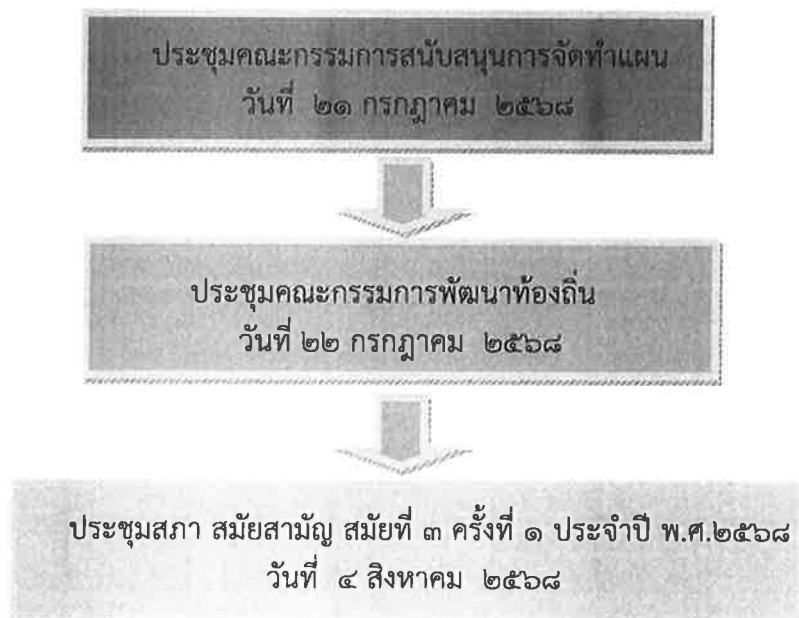 ประชุมคณะกรรมการสนับสนุนการจัดทำแผน
วันที่ ๒๑ กรกฎาคม ๒๕๖๘
ประชุมคณะกรรมการพัฒนาท้องถิ่น
วันที่ ๒๒ กรกฎาคม ๒๕๖๘
ประชุมสภา สมัยสามัญ สมัยที่ ๓ ครั้งที่ ๑ ประจำปี พ.ศ.๒๕๖๘
วันที่ ๔ สิงหาคม ๒๕๖๘